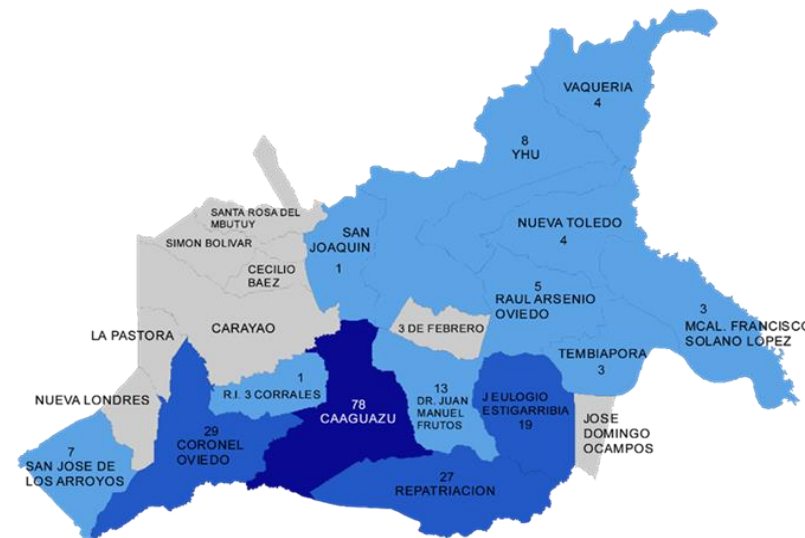 VAQUERIA
4
8
YHU
SANTA ROSA DEL
MBUTUY
SIMON BOLIVAR
SAN
JOAQUIN
1
NUEVA TOLEDO
4
CECILIO
BAEZ
5
RAUL ARSENIO
OVIEDO
3
MCAL. FRANCISCO
SOLANO LOPEZ
LA PASTORA
CARAYAO
3 DE FEBRERO
TEMBIAPORA
3
1
R.I. 3 CORRALES
13
DR. JUAN
MANUEL
FRUTOS
J EULOGIO
ESTIGARRIBIA
19
NUEVA LONDRES
78
CAAGUAZU
JOSE
DOMINGO
OCAMPOS
29
CORONEL
OVIEDO
7
SAN JOSE DE
LOS ARROYOS
27
REPATRIACION